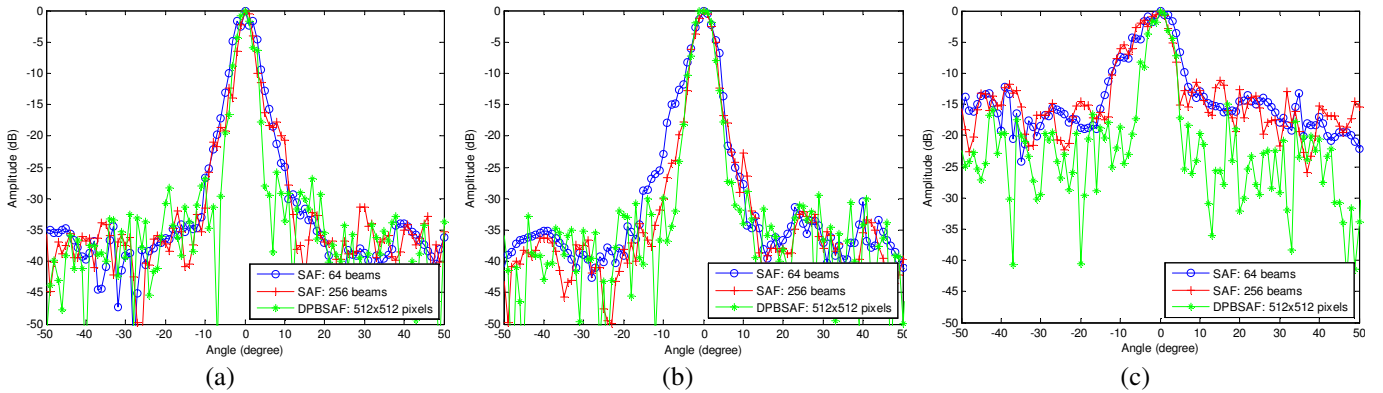 0
-5
-10
-15
-20
-25
-30
-35
-40
-45
-50
Amplitude (dB)
SAF: 64 beams
SAF: 256 beams
DPBSAF: 512x512 pixels
-50 -40 -30 -20 -10 0 10 20 30 40 50
Angle (degree)
(a)
0
-5
-10
-15
-20
-25
-30
-35
-40
-45
-50
Amplitude (dB)
SAF: 64 beams
SAF: 256 beams
DPBSAF: 512x512 pixels
-50 -40 -30 -20 -10 0 10 20 30 40 50
Angle (degree)
(b)
0
-5
-10
-15
-20
-25
-30
-35
-40
-45
-50
Amplitude (dB)
SAF: 64 beams
SAF: 256 beams
DPBSAF: 512x512 pixels
-50 -40 -30 -20 -10 0 10 20 30 40 50
Angle (degree)
(c)